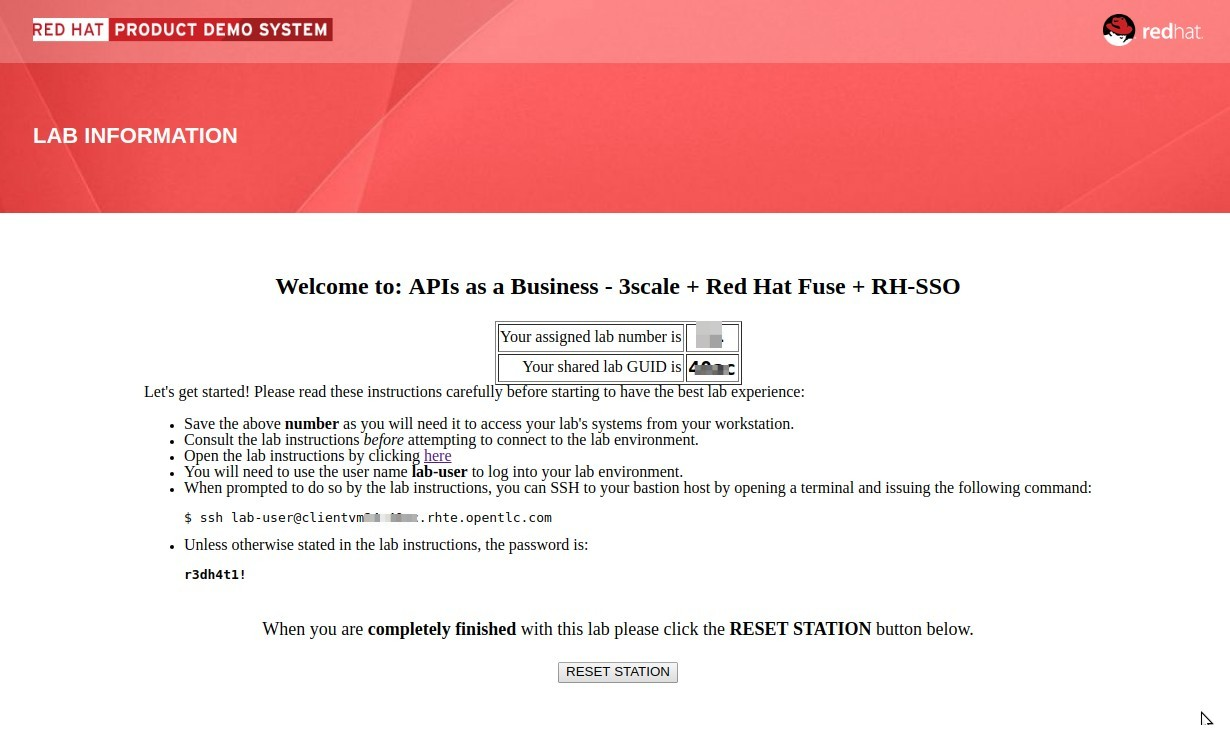 RED HAT PRODUCT DEMO SYSTEM
redhat.
LAB INFORMATION
Welcome to: APIs as a Business - 3scale + Red Hat Fuse + RH-SSO
Your assigned lab number is
Your shared lab GUID is
Let's get started! Please read these instructions carefully before starting to have the best lab experience:
Save the above number as you will need it to access your lab's systems from your workstation.
Consult the lab instructions before attempting to connect to the lab environment.
Open the lab instructions by clicking here
You will need to use the user name lab-user to log into your lab environment.
When prompted to do so by the lab instructions, you can SSH to your bastion host by opening a terminal and issuing the following command:
$ ssh lab-user@clientvm .rhte.opentlc.com
Unless otherwise stated in the lab instructions, the password is:
r3dh4t1!
When you are completely finished with this lab please click the RESET STATION button below.
RESET STATION